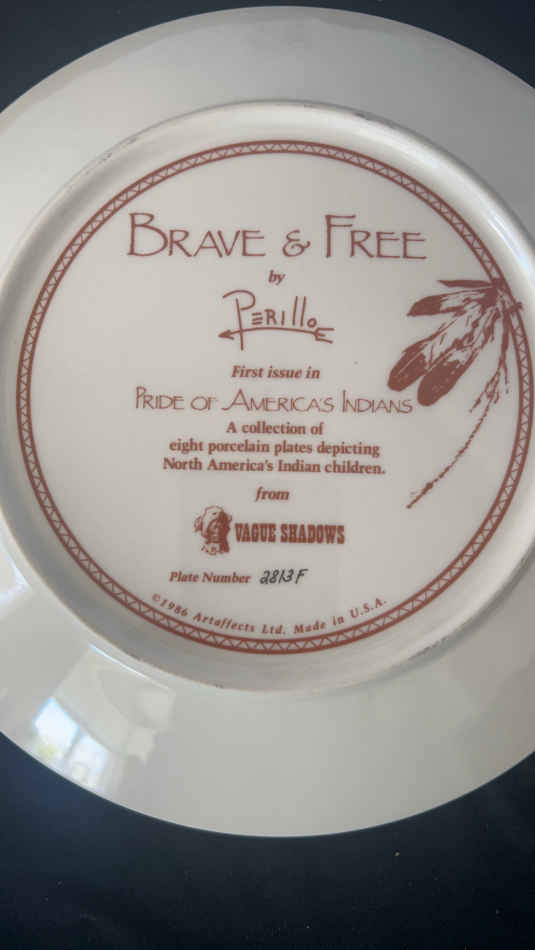 BRAVE & FREE
by
PERILLO
First issue in
PRIDE OF AMERICA'S INDIANS
A collection of
eight porcelain plates depicting
North America's Indian children.
from
VAGUE SHADOWS
Plate Number 2813F
©1986 Artaffects Ltd. Made in U.S.A.